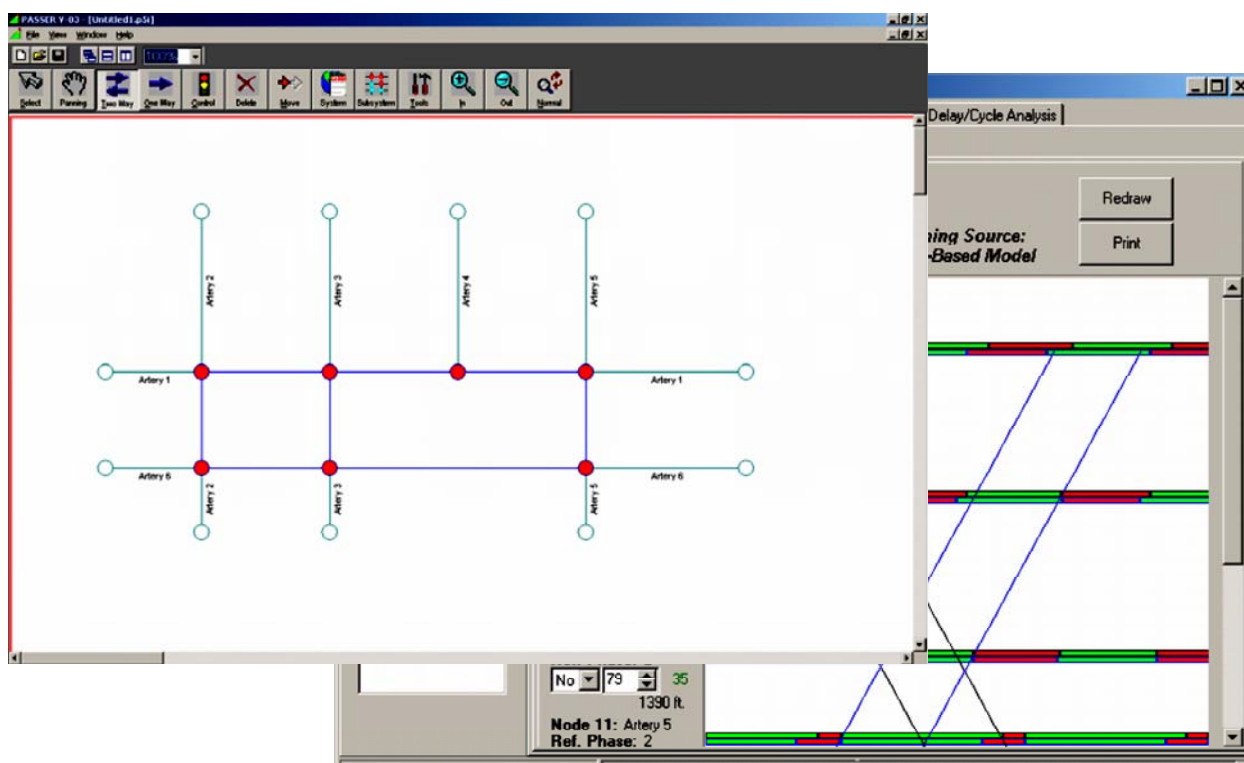 PASSER V-03 - [Untitled1.p5i]
File View Window Help
100%
Select Panning Two Way One Way Control Delete Move System Subsystem Tools In Out Normal
Delay/Cycle Analysis
Redraw
ing Source:
-Based Model
Print
Artery 2
Artery 3
Artery 4
Artery 5
Artery 1
Artery 1
Artery 6
Artery 6
Artery 2
Artery 3
Artery 5
No 79 35
1390 ft.
Node 11: Artery 5
Ref. Phase: 2